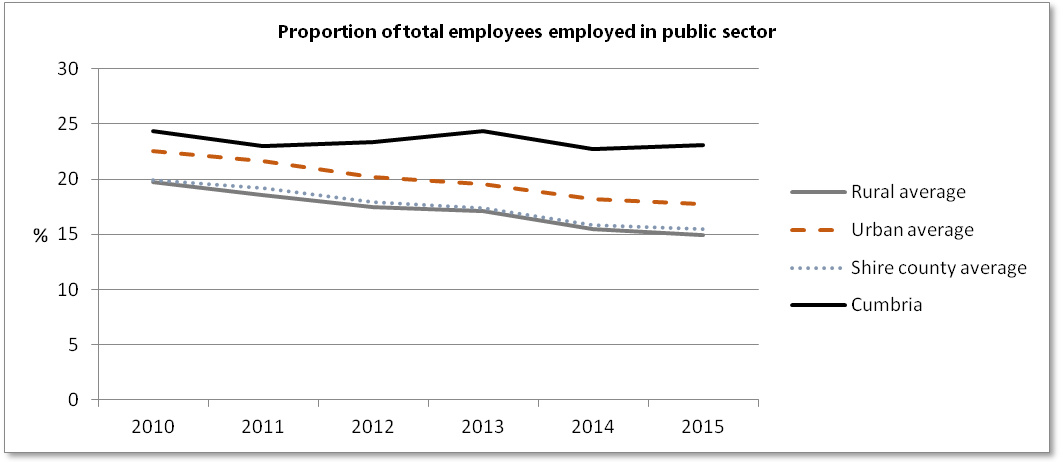 Proportion of total employees employed in public sector
30
25
20
15
10
5
0
%
2010 2011 2012 2013 2014 2015
Rural average
Urban average
Shire county average
Cumbria